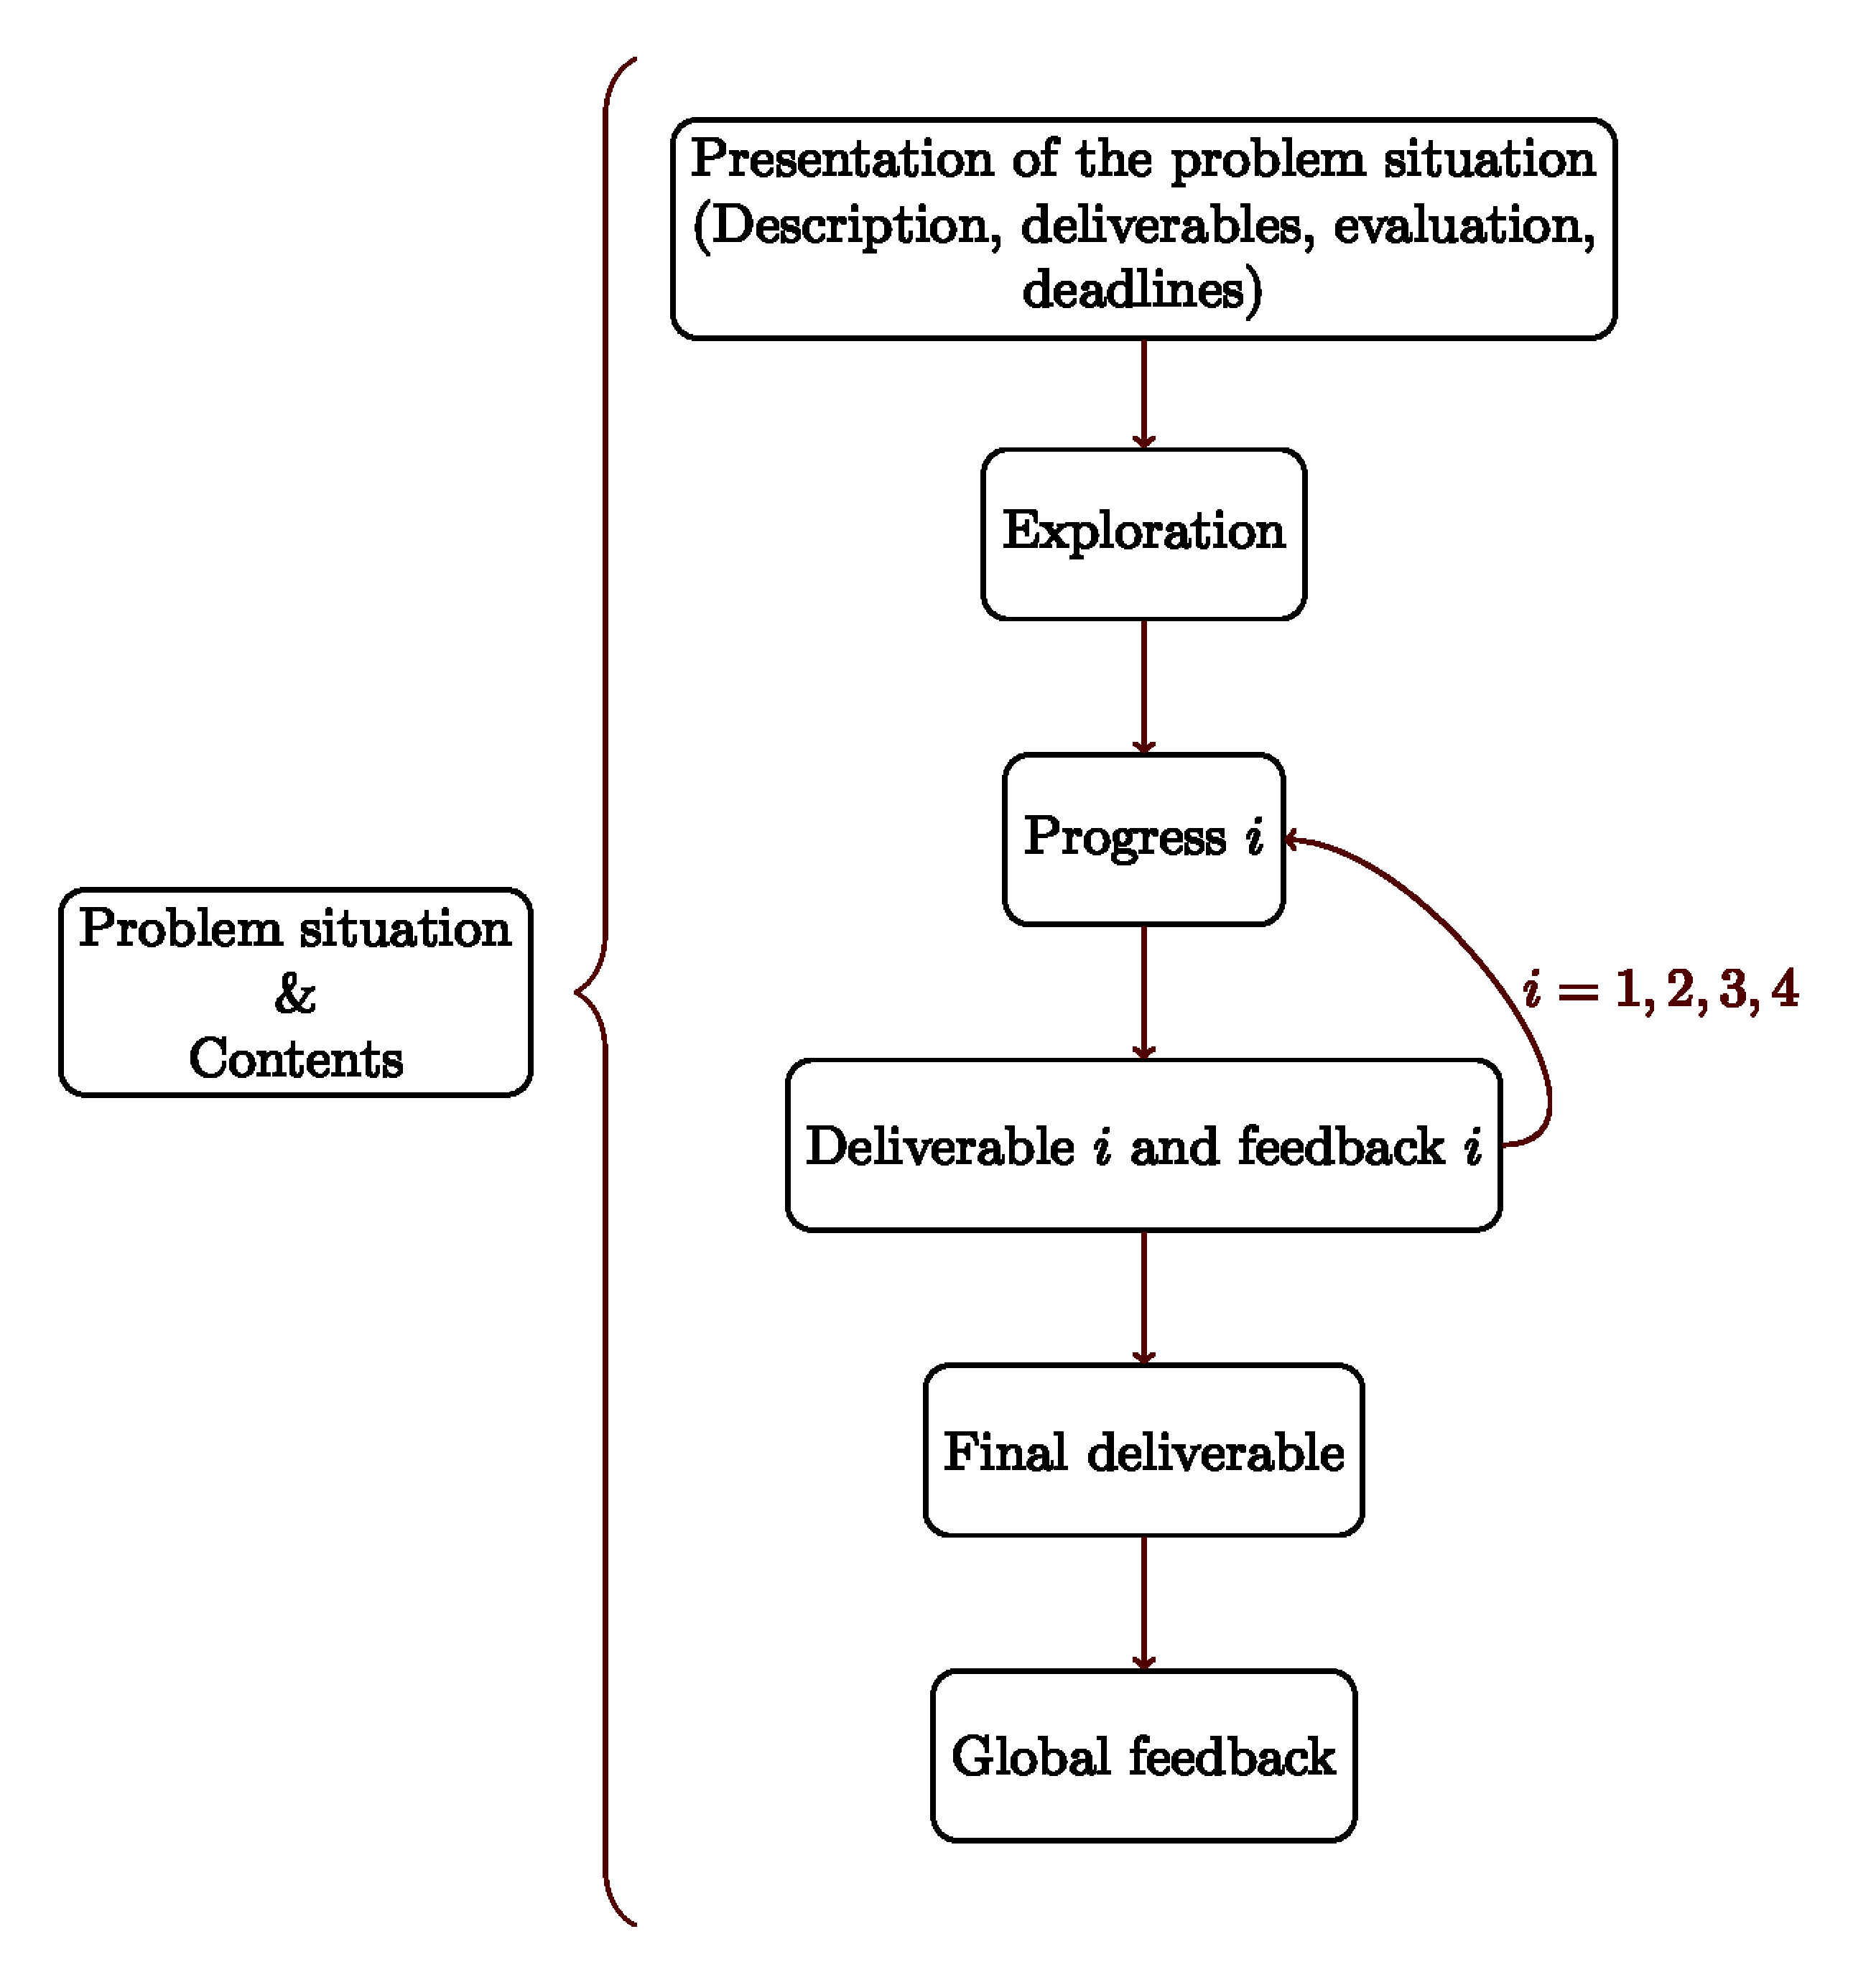 Presentation of the problem situation
(Description, deliverables, evaluation,
deadlines)
Exploration
Progress i
Problem situation
&
Contents
i = 1, 2, 3, 4
Deliverable i and feedback i
Final deliverable
Global feedback